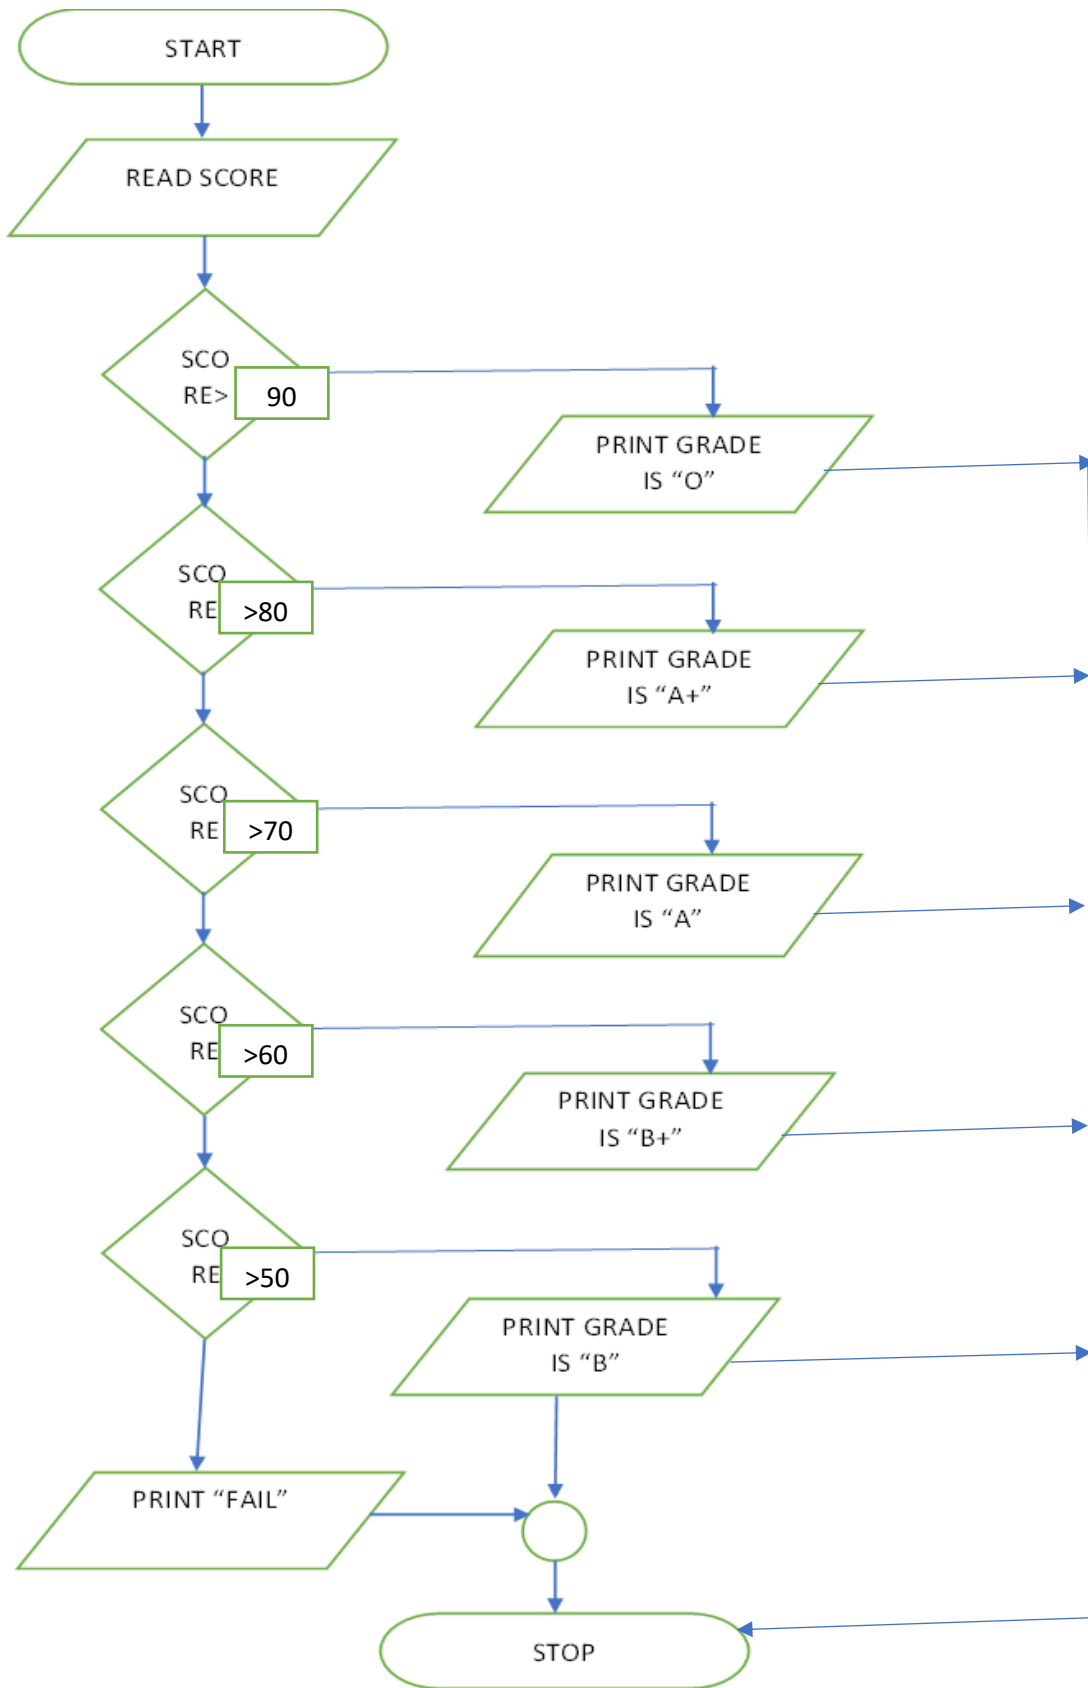 START
READ SCORE
SCO
RE> 90
PRINT GRADE
IS “O”
SCO
RE >80
PRINT GRADE
IS “A+”
SCO
RE >70
PRINT GRADE
IS “A”
SCO
RE >60
PRINT GRADE
IS “B+”
SCO
RE >50
PRINT GRADE
IS “B”
PRINT “FAIL”
STOP